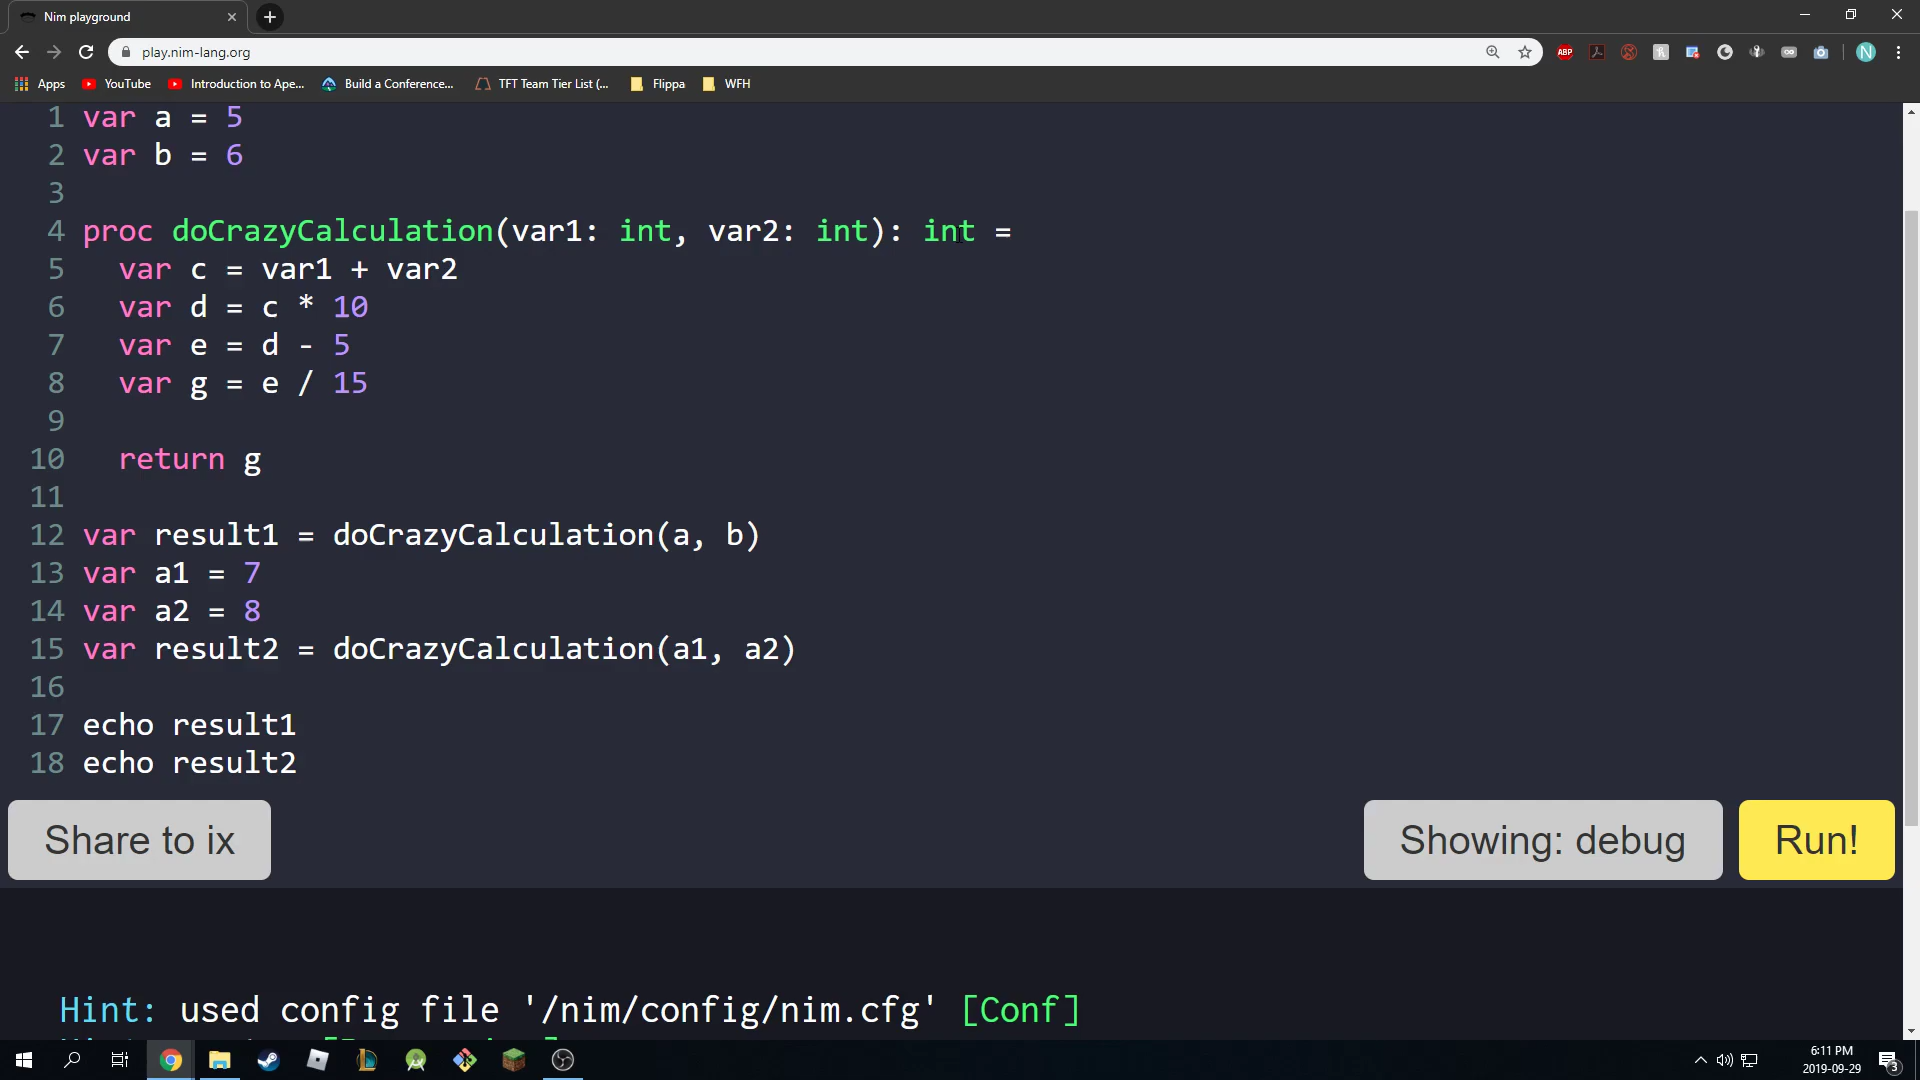 Nim playground
play.nim-lang.org
ABP
N
Apps YouTube Introduction to Ape... Build a Conference... TFT Team Tier List (... Flippa WFH
1 var a = 5
2 var b = 6
3
4 proc doCrazyCalculation(var1: int, var2: int): int =
5   var c = var1 + var2
6   var d = c * 10
7   var e = d - 5
8   var g = e / 15
9
10   return g
11
12 var result1 = doCrazyCalculation(a, b)
13 var a1 = 7
14 var a2 = 8
15 var result2 = doCrazyCalculation(a1, a2)
16
17 echo result1
18 echo result2
Share to ix
Showing: debug
Run!
Hint: used config file '/nim/config/nim.cfg' [Conf]
6:11 PM
2019-09-29
3